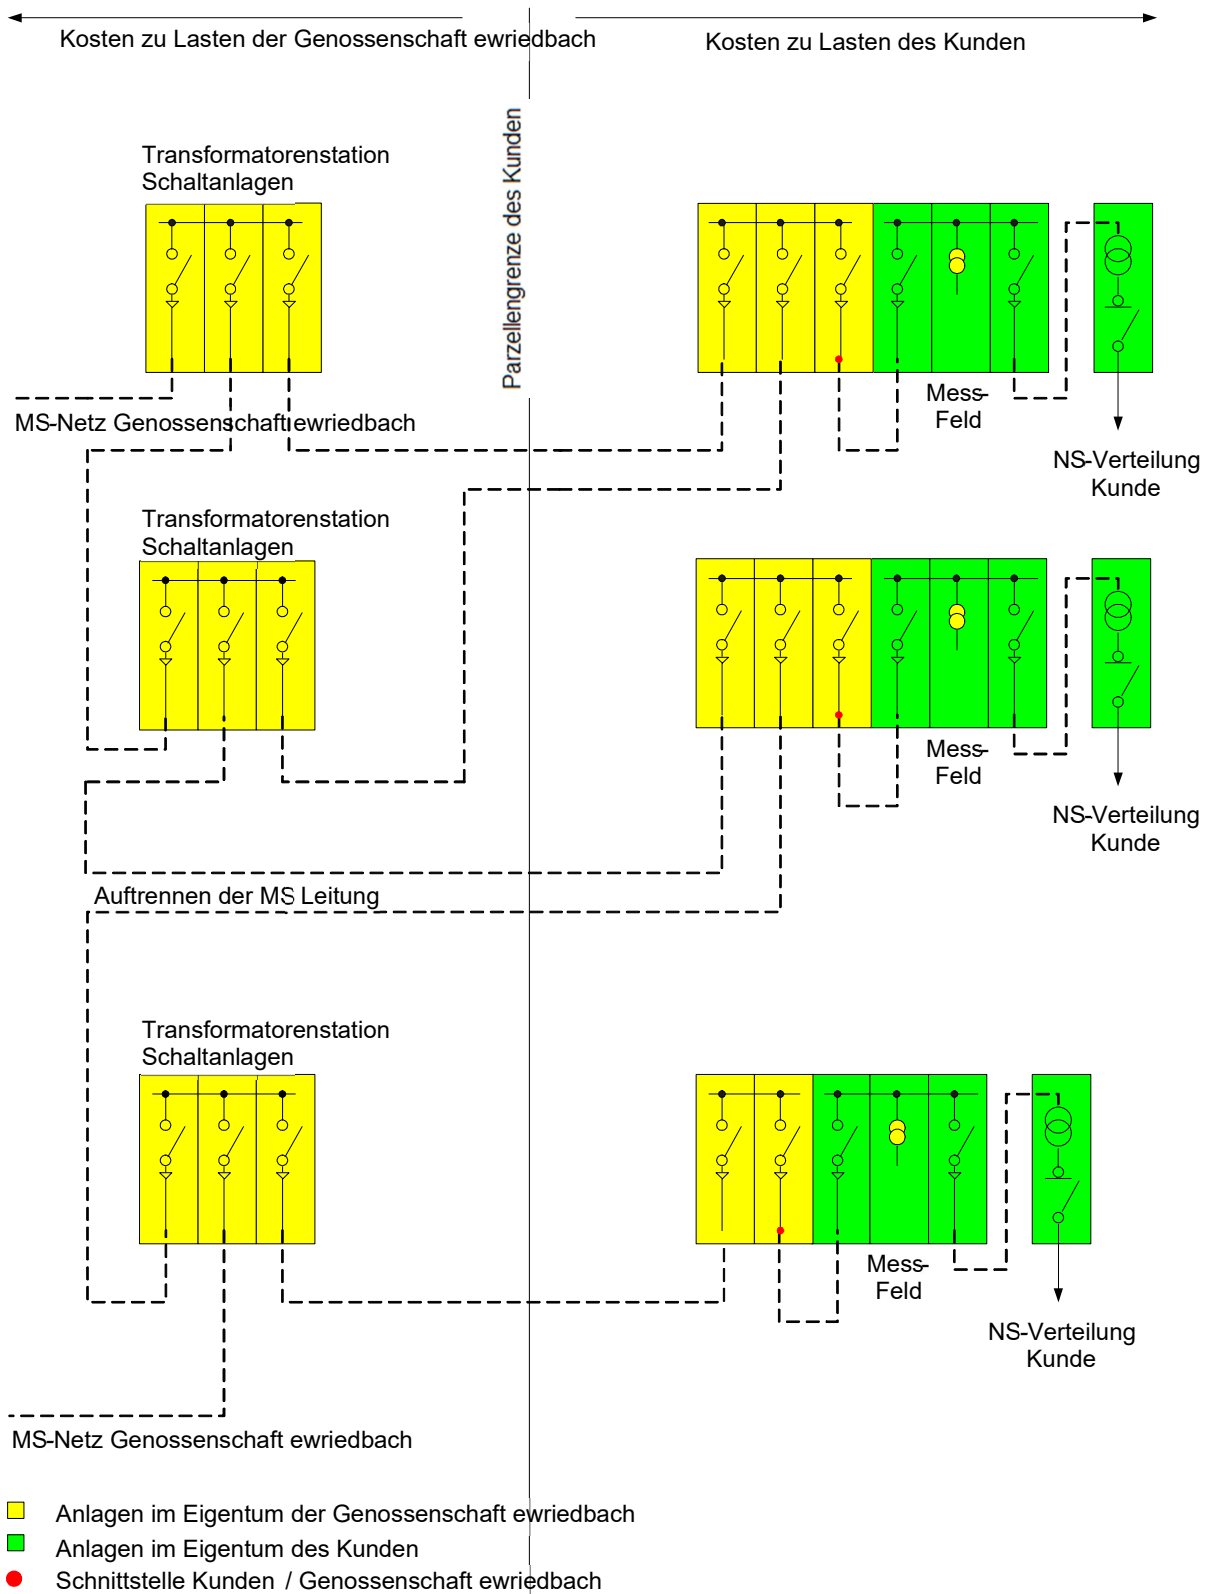 Kosten zu Lasten der Genossenschaft ewriedbach
Kosten zu Lasten des Kunden
Parzellengrenze des Kunden
Transformatorenstation
Schaltanlagen
Mess-
Feld
MS-Netz Genossenschaft ewriedbach
NS-Verteilung
Kunde
Transformatorenstation
Schaltanlagen
Mess-
Feld
NS-Verteilung
Kunde
Auftrennen der MS Leitung
Transformatorenstation
Schaltanlagen
Mess-
Feld
NS-Verteilung
Kunde
MS-Netz Genossenschaft ewriedbach
Anlagen im Eigentum der Genossenschaft ewriedbach
Anlagen im Eigentum des Kunden
Schnittstelle Kunden / Genossenschaft ewriedbach